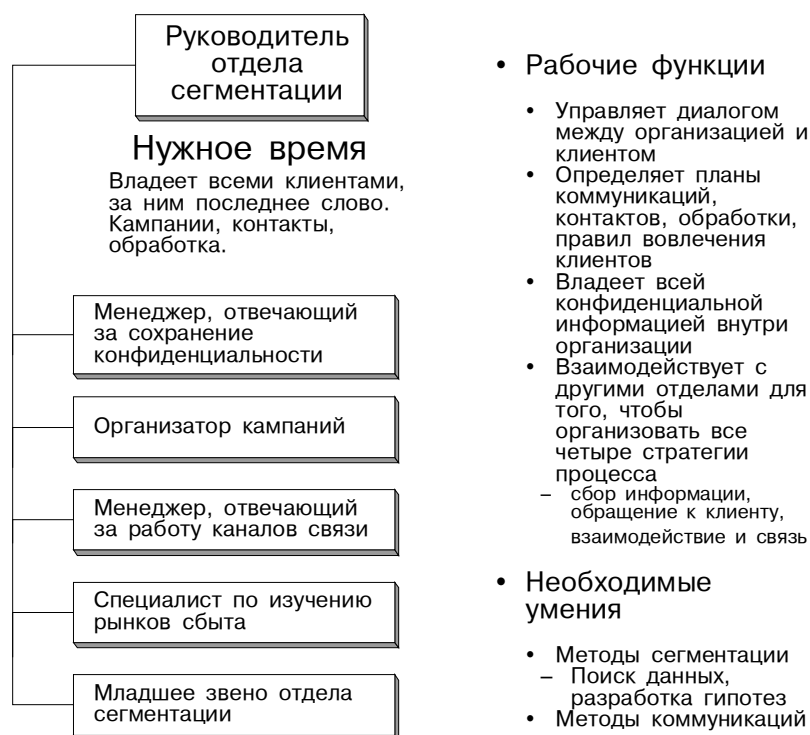 Руководитель
отдела
сегментации
Нужное время
Владеет всеми клиентами,
за ним последнее слово.
Кампании, контакты,
обработка.
Менеджер, отвечающий
за сохранение
конфиденциальности
Организатор кампаний
Менеджер, отвечающий
за работу каналов связи
Специалист по изучению
рынков сбыта
Младшее звено отдела
сегментации
• Рабочие функции
• Управляет диалогом
между организацией и
клиентом
• Определяет планы
коммуникаций,
контактов, обработки,
правил вовлечения
клиентов
• Владеет всей
конфиденциальной
информацией внутри
организации
• Взаимодействует с
другими отделами для
того, чтобы
организовать все
четыре стратегии
процесса
– сбор информации,
обращение к клиенту,
взаимодействие и связь
• Необходимые
умения
• Методы сегментации
– Поиск данных,
разработка гипотез
• Методы коммуникаций